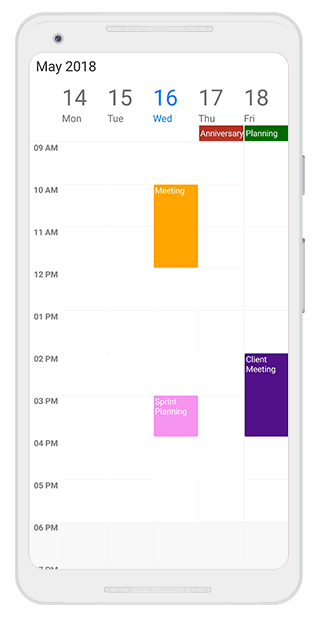 May 2018
14 15 16 17 18
Mon Tue Wed Thu Fri
Anniversary Planning
09 AM
10 AM Meeting
11 AM
12 PM
01 PM
02 PM Client
Meeting
03 PM Sprint
Planning
04 PM
05 PM
06 PM